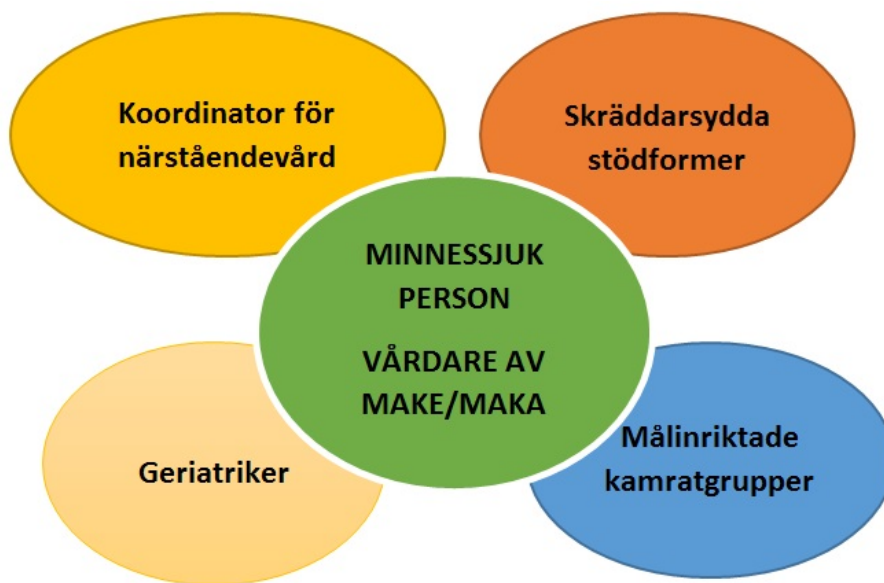 Koordinator för
närståendevård
Skräddarsydda
stödformer
MINNESSJUK
PERSON
VÅRDARE AV
MAKE/MAKA
Geriatriker
Målinriktade
kamratgrupper